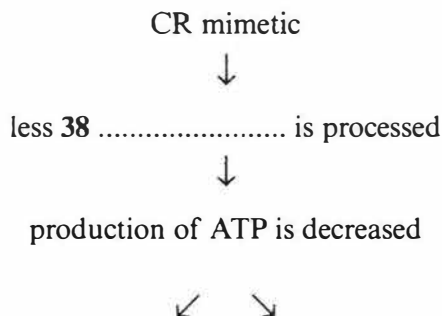 CR mimetic
↓
less 38 ........................ is processed
↓
production of ATP is decreased
↙ ↘